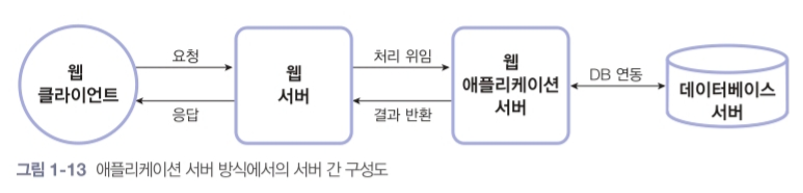 웹
클라이언트
요청
응답
웹
서버
처리 위임
결과 반환
웹
애플리케이션
서버
DB 연동
데이터베이스
서버
그림 1-13 애플리케이션 서버 방식에서의 서버 간 구성도